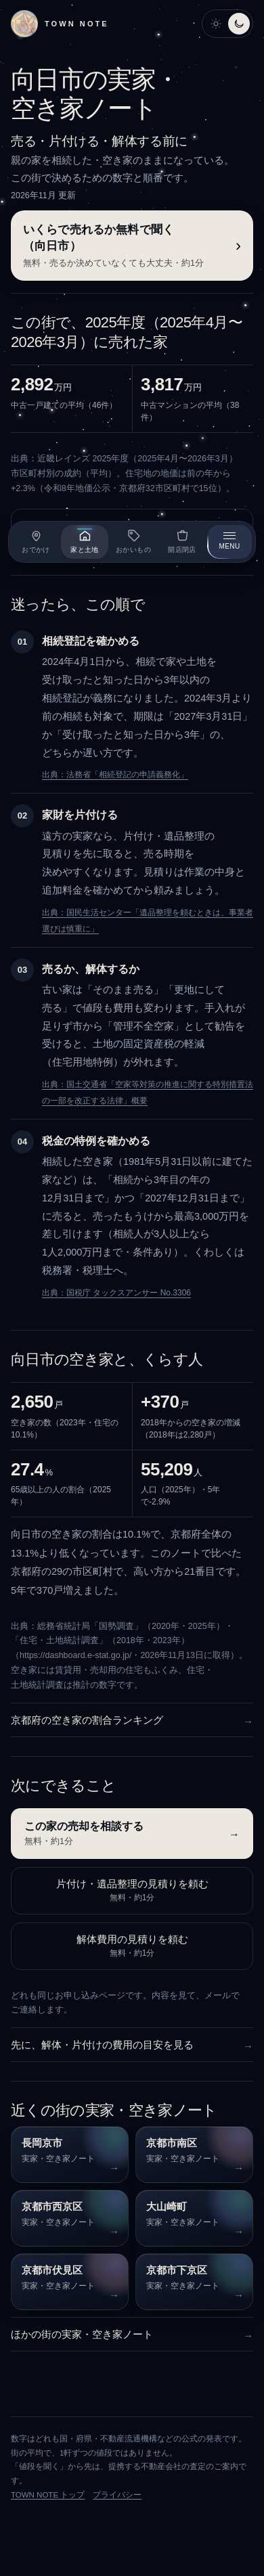 TOWN NOTE
向日市の実家・
空き家ノート
売る・片付ける・解体する前に
親の家を相続した・空き家のままになっている。
この街で決めるための数字と順番です。
2026年11月 更新
いくらで売れるか無料で聞く
（向日市）
›
無料・売るか決めていなくても大丈夫・約1分
この街で、2025年度（2025年4月〜
2026年3月）に売れた家
2,892万円
中古一戸建ての平均（46件）
3,817万円
中古マンションの平均（38
件）
出典：近畿レインズ 2025年度（2025年4月〜2026年3月）
市区町村別の成約（平均）。住宅地の地価は前の年から
+2.3%（令和8年地価公示・京都府32市区町村で15位）。
おでかけ
家と土地
おかいもの
開店閉店
MENU
迷ったら、この順で
01
相続登記を確かめる
2024年4月1日から、相続で家や土地を
受け取ったと知った日から3年以内の
相続登記が義務になりました。2024年3月より
前の相続も対象で、期限は「2027年3月31日」
か「受け取ったと知った日から3年」の、
どちらか遅い方です。
出典：法務省「相続登記の申請義務化」
02
家財を片付ける
遠方の実家なら、片付け・遺品整理の
見積りを先に取ると、売る時期を
決めやすくなります。見積りは作業の中身と
追加料金を確かめてから頼みましょう。
出典：国民生活センター「遺品整理を頼むときは、事業者
選びは慎重に」
03
売るか、解体するか
古い家は「そのまま売る」「更地にして
売る」で値段も費用も変わります。手入れが
足りず市から「管理不全空家」として勧告を
受けると、土地の固定資産税の軽減
（住宅用地特例）が外れます。
出典：国土交通省「空家等対策の推進に関する特別措置法
の一部を改正する法律」概要
04
税金の特例を確かめる
相続した空き家（1981年5月31日以前に建てた
家など）は、「相続から3年目の年の
12月31日まで」かつ「2027年12月31日まで」
に売ると、売ったもうけから最高3,000万円を
差し引けます（相続人が3人以上なら
1人2,000万円まで・条件あり）。くわしくは
税務署・税理士へ。
出典：国税庁 タックスアンサー No.3306
向日市の空き家と、くらす人
2,650戸
空き家の数（2023年・住宅の
10.1%）
+370戸
2018年からの空き家の増減
（2018年は2,280戸）
27.4%
65歳以上の人の割合（2025
年）
55,209人
人口（2025年）・5年
で-2.9%
向日市の空き家の割合は10.1%で、京都府全体の
13.1%より低くなっています。このノートで比べた
京都府の29の市区町村で、高い方から21番目です。
5年で370戸増えました。
出典：総務省統計局「国勢調査」（2020年・2025年）・
「住宅・土地統計調査」（2018年・2023年）
（https://dashboard.e-stat.go.jp/・2026年11月13日に取得）。
空き家には賃貸用・売却用の住宅もふくみ、住宅・
土地統計調査は推計の数字です。
京都府の空き家の割合ランキング
→
次にできること
この家の売却を相談する
無料・約1分
→
片付け・遺品整理の見積りを頼む
無料・約1分
解体費用の見積りを頼む
無料・約1分
どれも同じお申し込みページです。内容を見て、メールで
ご連絡します。
先に、解体・片付けの費用の目安を見る
→
近くの街の実家・空き家ノート
長岡京市
実家・空き家ノート
→
京都市南区
実家・空き家ノート
→
京都市西京区
実家・空き家ノート
→
大山崎町
実家・空き家ノート
→
京都市伏見区
実家・空き家ノート
→
京都市下京区
実家・空き家ノート
→
ほかの街の実家・空き家ノート
→
数字はどれも国・府県・不動産流通機構などの公式の発表です。
街の平均で、1軒ずつの値段ではありません。
「値段を聞く」から先は、提携する不動産会社の査定のご案内で
す。
TOWN NOTE トップ プライバシー